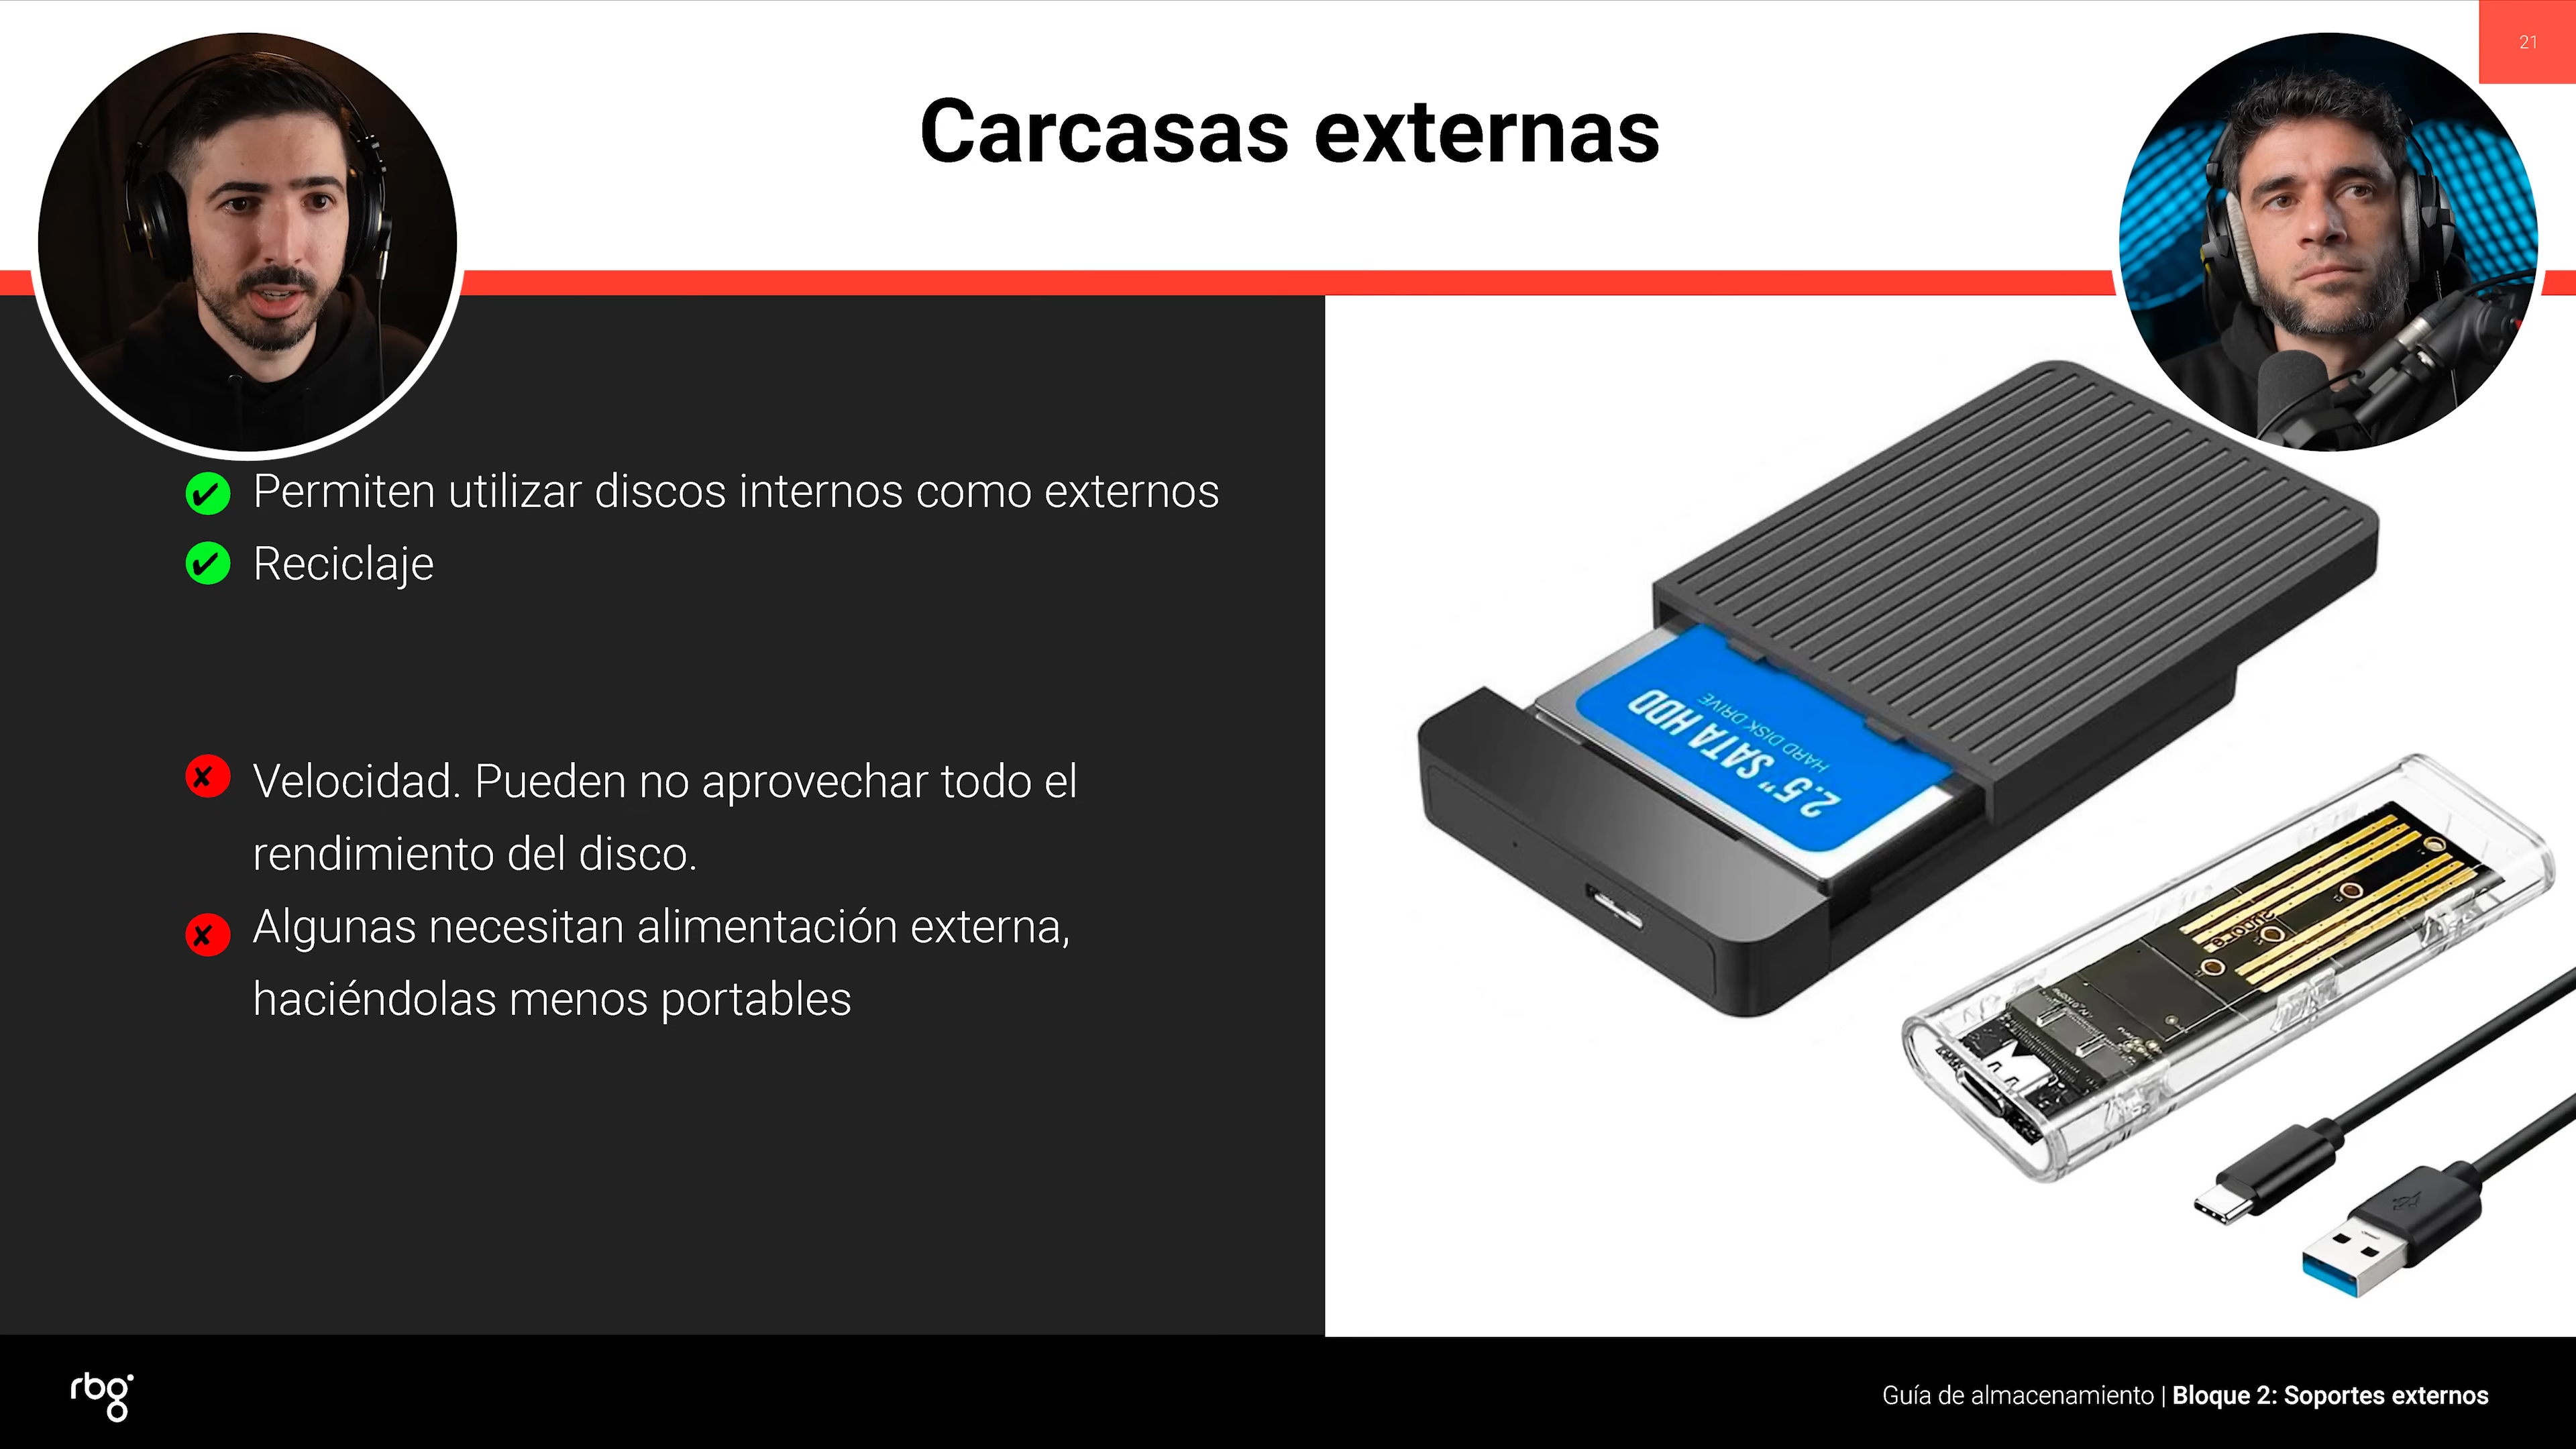 21
Carcasas externas
Permiten utilizar discos internos como externos
Reciclaje
Velocidad. Pueden no aprovechar todo el
rendimiento del disco.
Algunas necesitan alimentación externa,
haciéndolas menos portables
2.5" SATA HDD
HARD DISK DRIVE
rbg
Guía de almacenamiento | Bloque 2: Soportes externos